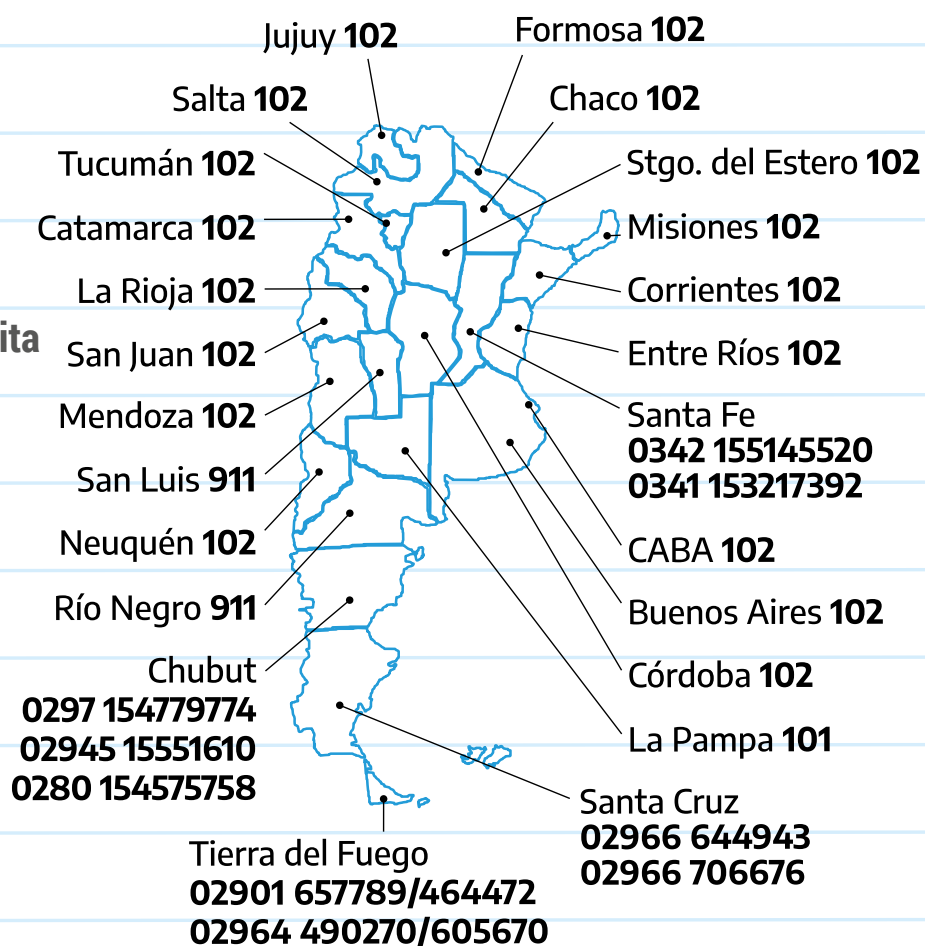 Jujuy 102
Formosa 102
Salta 102
Chaco 102
Tucumán 102
Stgo. del Estero 102
Catamarca 102
Misiones 102
La Rioja 102
Corrientes 102
ita
San Juan 102
Entre Ríos 102
Mendoza 102
Santa Fe
0342 155145520
0341 153217392
San Luis 911
Neuquén 102
CABA 102
Río Negro 911
Buenos Aires 102
Chubut
0297 154779774
02945 15551610
0280 154575758
Córdoba 102
La Pampa 101
Santa Cruz
02966 644943
02966 706676
Tierra del Fuego
02901 657789/464472
02964 490270/605670